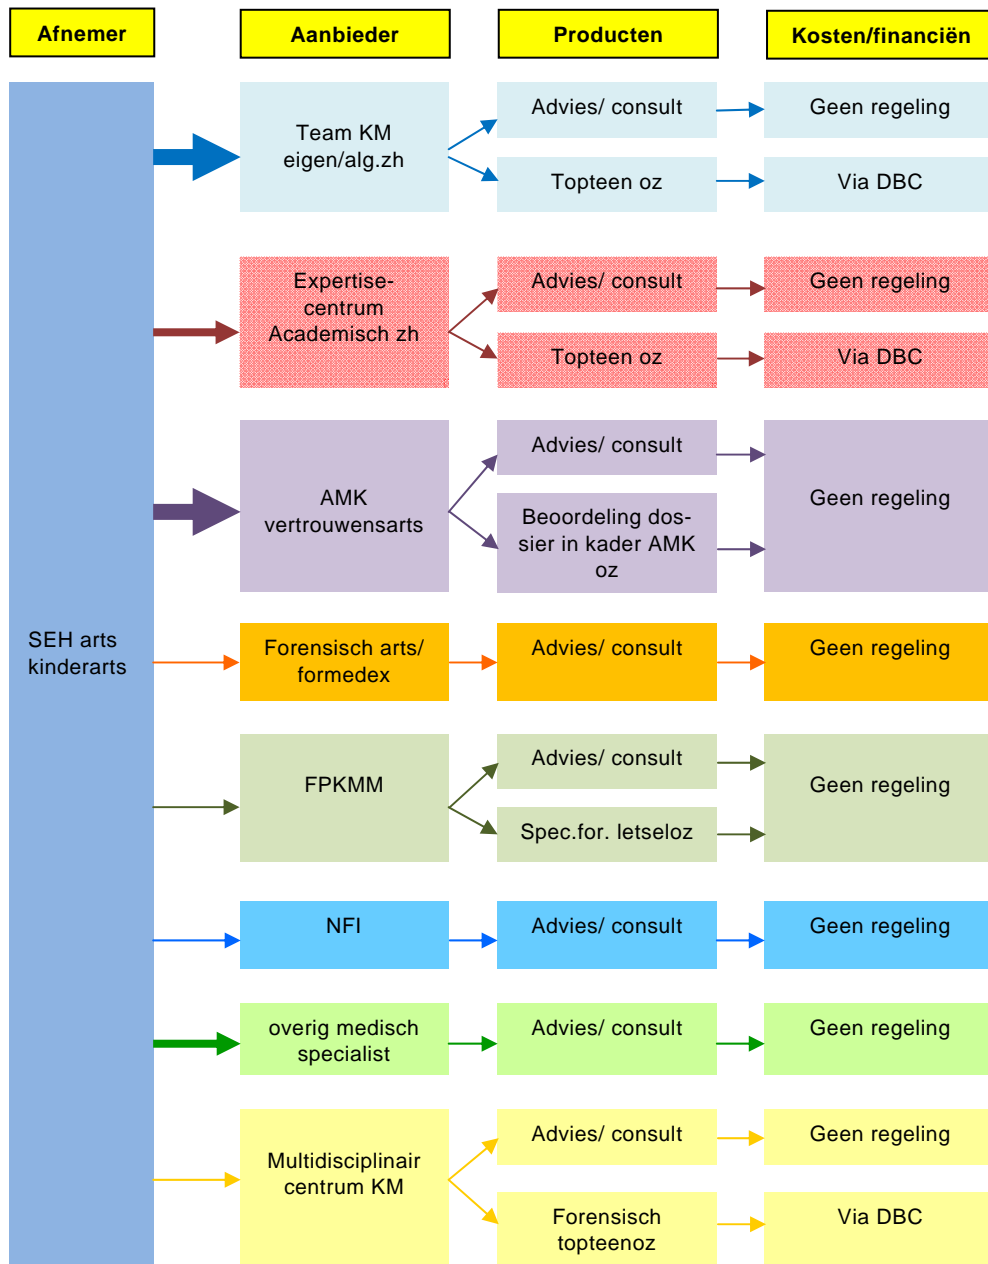 Afnemer
Aanbieder
Producten
Kosten/financiën
SEH arts
kinderarts
Team KM
eigen/alg.zh
Advies/ consult
Geen regeling
Topteen oz
Via DBC
Expertise-
centrum
Academisch zh
Advies/ consult
Geen regeling
Topteen oz
Via DBC
AMK
vertrouwensarts
Advies/ consult
Beoordeling dos-
sier in kader AMK
oz
Geen regeling
Forensisch arts/
formedex
Advies/ consult
Geen regeling
FPKMM
Advies/ consult
Spec.for. letseloz
Geen regeling
NFI
Advies/ consult
Geen regeling
overig medisch
specialist
Advies/ consult
Geen regeling
Multidisciplinair
centrum KM
Advies/ consult
Geen regeling
Forensisch
topteenoz
Via DBC